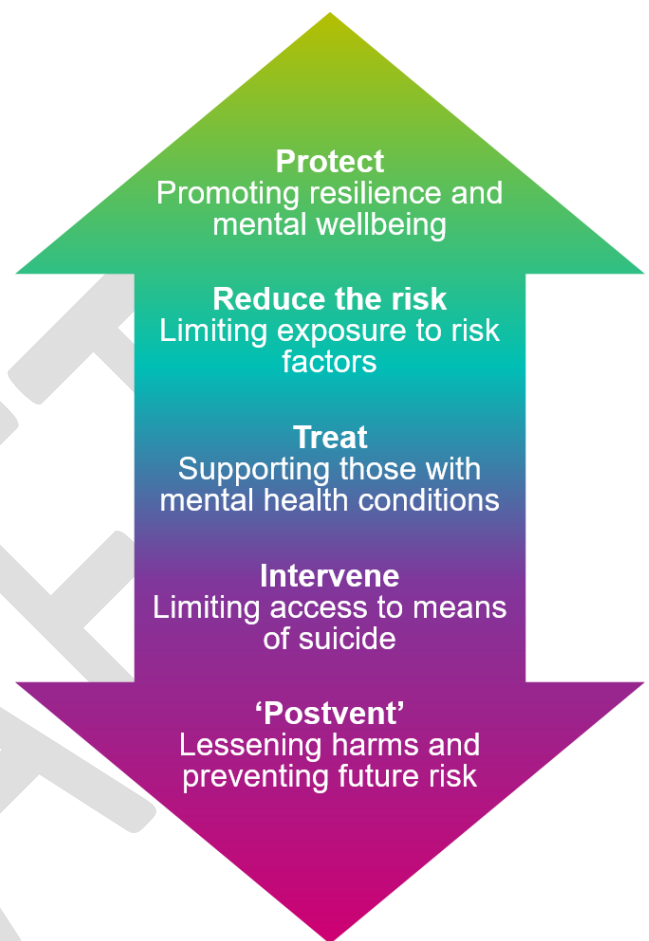 Protect
Promoting resilience and
mental wellbeing
Reduce the risk
Limiting exposure to risk
factors
Treat
Supporting those with
mental health conditions
Intervene
Limiting access to means
of suicide
‘Postvent’
Lessening harms and
preventing future risk